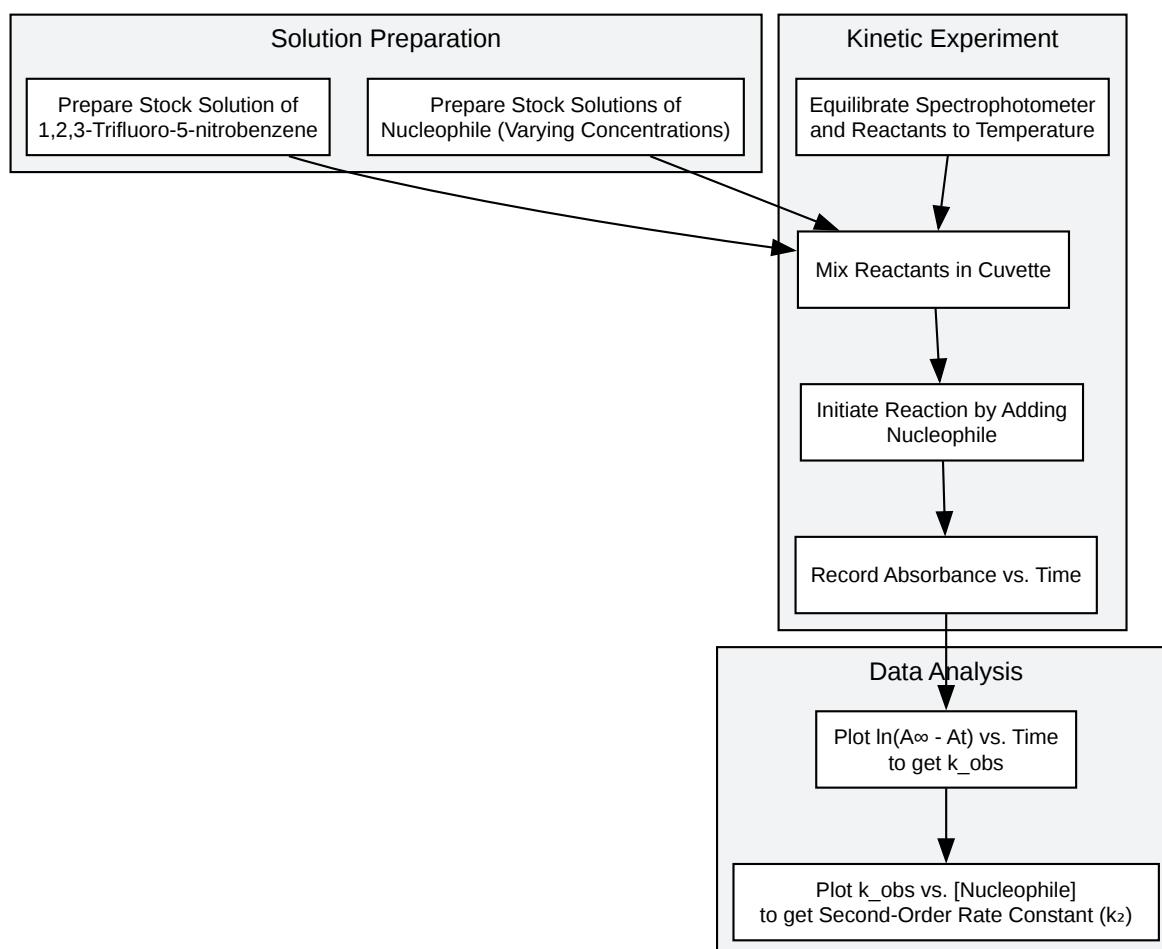 Solution Preparation
Prepare Stock Solution of
1,2,3-Trifluoro-5-nitrobenzene
Prepare Stock Solutions of
Nucleophile (Varying Concentrations)
Kinetic Experiment
Equilibrate Spectrophotometer
and Reactants to Temperature
Mix Reactants in Cuvette
Initiate Reaction by Adding
Nucleophile
Record Absorbance vs. Time
Data Analysis
Plot ln(A∞ - At) vs. Time
to get k_obs
Plot k_obs vs. [Nucleophile]
to get Second-Order Rate Constant (k₂)